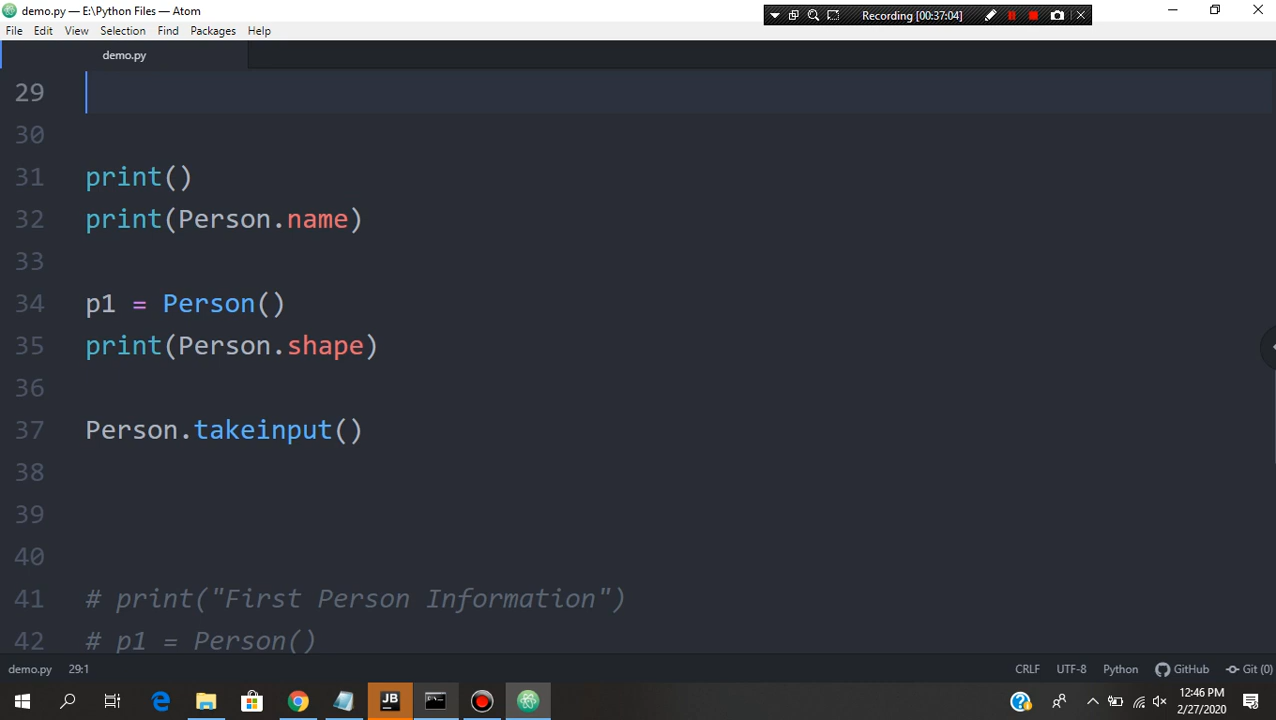 demo.py — E:\Python Files — Atom
Recording [00:37:04]
File Edit View Selection Find Packages Help
demo.py
29
30
31 print()
32 print(Person.name)
33
34 p1 = Person()
35 print(Person.shape)
36
37 Person.takeinput()
38
39
40
41 # print("First Person Information")
42 # p1 = Person()
demo.py 29:1 CRLF UTF-8 Python GitHub Git (0)
JB
12:46 PM
2/27/2020